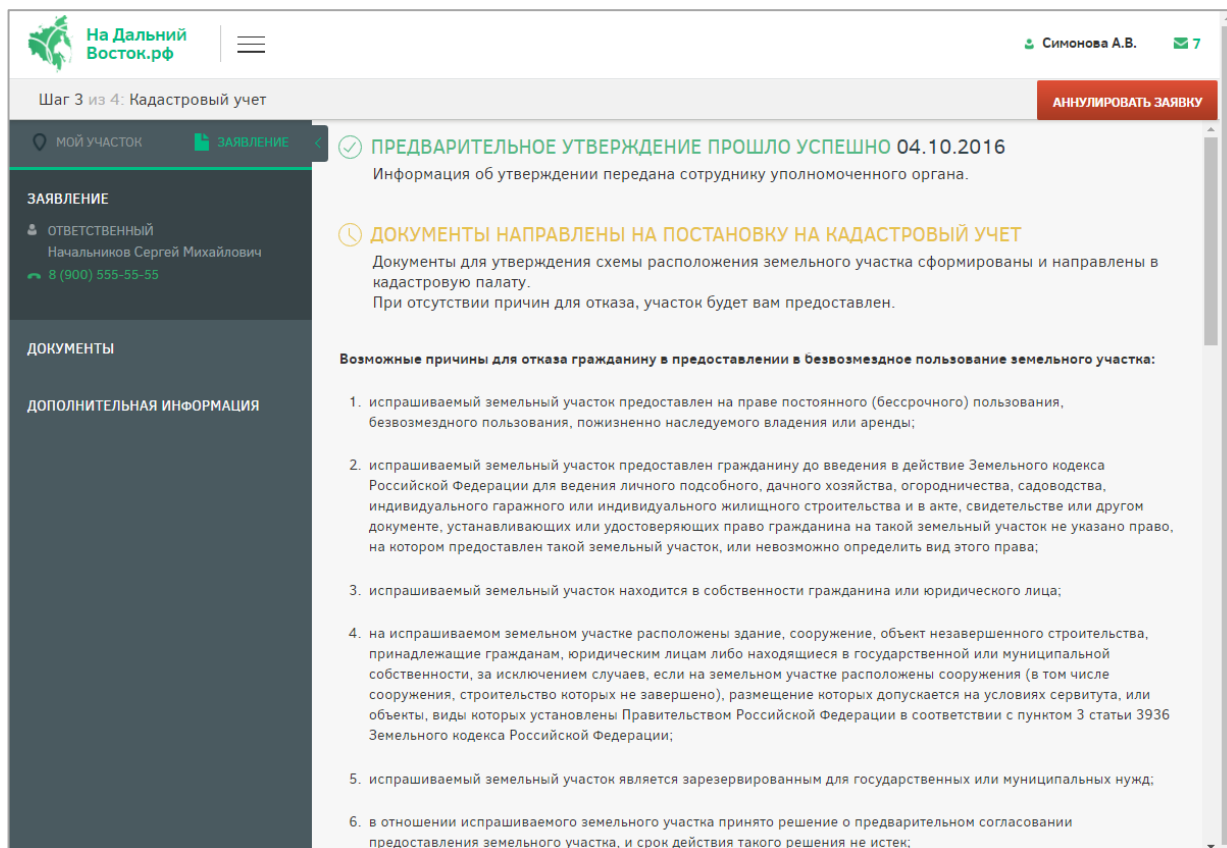 На Дальний
Восток.рф
Симонова А.В.
7
Шаг 3 из 4: Кадастровый учет
АННУЛИРОВАТЬ ЗАЯВКУ
МОЙ УЧАСТОК
ЗАЯВЛЕНИЕ
ЗАЯВЛЕНИЕ
ОТВЕТСТВЕННЫЙ
Начальников Сергей Михайлович
8 (900) 555-55-55
ДОКУМЕНТЫ
ДОПОЛНИТЕЛЬНАЯ ИНФОРМАЦИЯ
ПРЕДВАРИТЕЛЬНОЕ УТВЕРЖДЕНИЕ ПРОШЛО УСПЕШНО 04.10.2016
Информация об утверждении передана сотруднику уполномоченного органа.
ДОКУМЕНТЫ НАПРАВЛЕНЫ НА ПОСТАНОВКУ НА КАДАСТРОВЫЙ УЧЕТ
Документы для утверждения схемы расположения земельного участка сформированы и направлены в
кадастровую палату.
При отсутствии причин для отказа, участок будет вам предоставлен.
Возможные причины для отказа гражданину в предоставлении в безвозмездное пользование земельного участка:
1. испрашиваемый земельный участок предоставлен на праве постоянного (бессрочного) пользования,
безвозмездного пользования, пожизненно наследуемого владения или аренды;
2. испрашиваемый земельный участок предоставлен гражданину до введения в действие Земельного кодекса
Российской Федерации для ведения личного подсобного, дачного хозяйства, огородничества, садоводства,
индивидуального гаражного или индивидуального жилищного строительства и в акте, свидетельстве или другом
документе, устанавливающих или удостоверяющих право гражданина на такой земельный участок не указано право,
на котором предоставлен такой земельный участок, или невозможно определить вид этого права;
3. испрашиваемый земельный участок находится в собственности гражданина или юридического лица;
4. на испрашиваемом земельном участке расположены здание, сооружение, объект незавершенного строительства,
принадлежащие гражданам, юридическим лицам либо находящиеся в государственной или муниципальной
собственности, за исключением случаев, если на земельном участке расположены сооружения (в том числе
сооружения, строительство которых не завершено), размещение которых допускается на условиях сервитута, или
объекты, виды которых установлены Правительством Российской Федерации в соответствии с пунктом 3 статьи 3936
Земельного кодекса Российской Федерации;
5. испрашиваемый земельный участок является зарезервированным для государственных или муниципальных нужд;
6. в отношении испрашиваемого земельного участка принято решение о предварительном согласовании
предоставления земельного участка, и срок действия такого решения не истек;